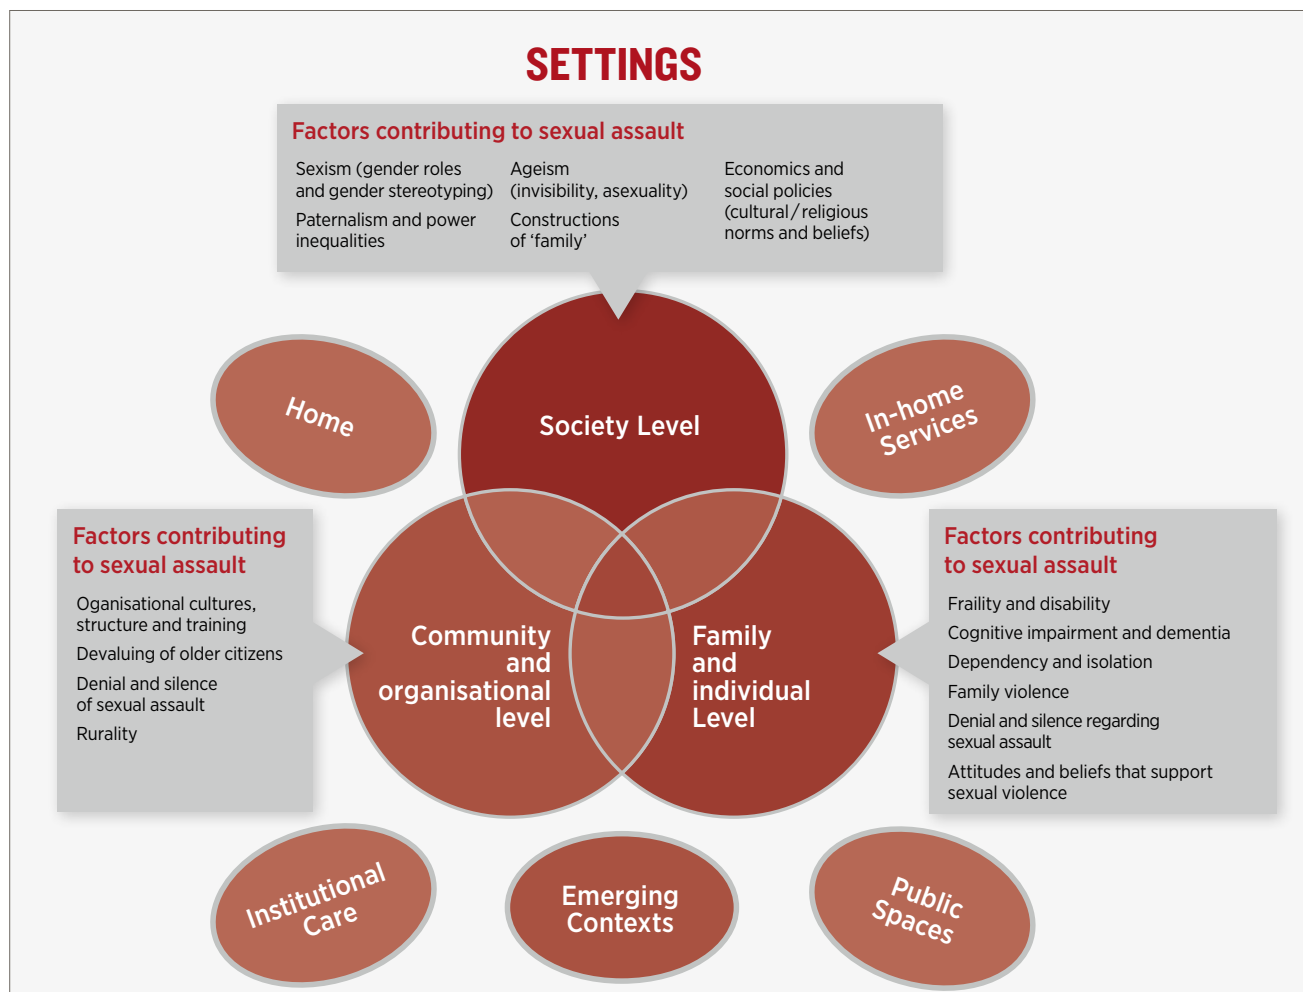 SETTINGS
Factors contributing to sexual assault
Sexism (gender roles
and gender stereotyping)
Paternalism and power
inequalities
Ageism
(invisibility, asexuality)
Constructions
of ‘family’
Economics and
social policies
(cultural / religious
norms and beliefs)
Home
Society Level
In-home
Services
Factors contributing
to sexual assault
Oganisational cultures,
structure and training
Devaluing of older citizens
Denial and silence
of sexual assault
Rurality
Community
and
organisational
level
Family
and
individual
Level
Factors contributing
to sexual assault
Fraility and disability
Cognitive impairment and dementia
Dependency and isolation
Family violence
Denial and silence regarding
sexual assault
Attitudes and beliefs that support
sexual violence
Institutional
Care
Emerging
Contexts
Public
Spaces